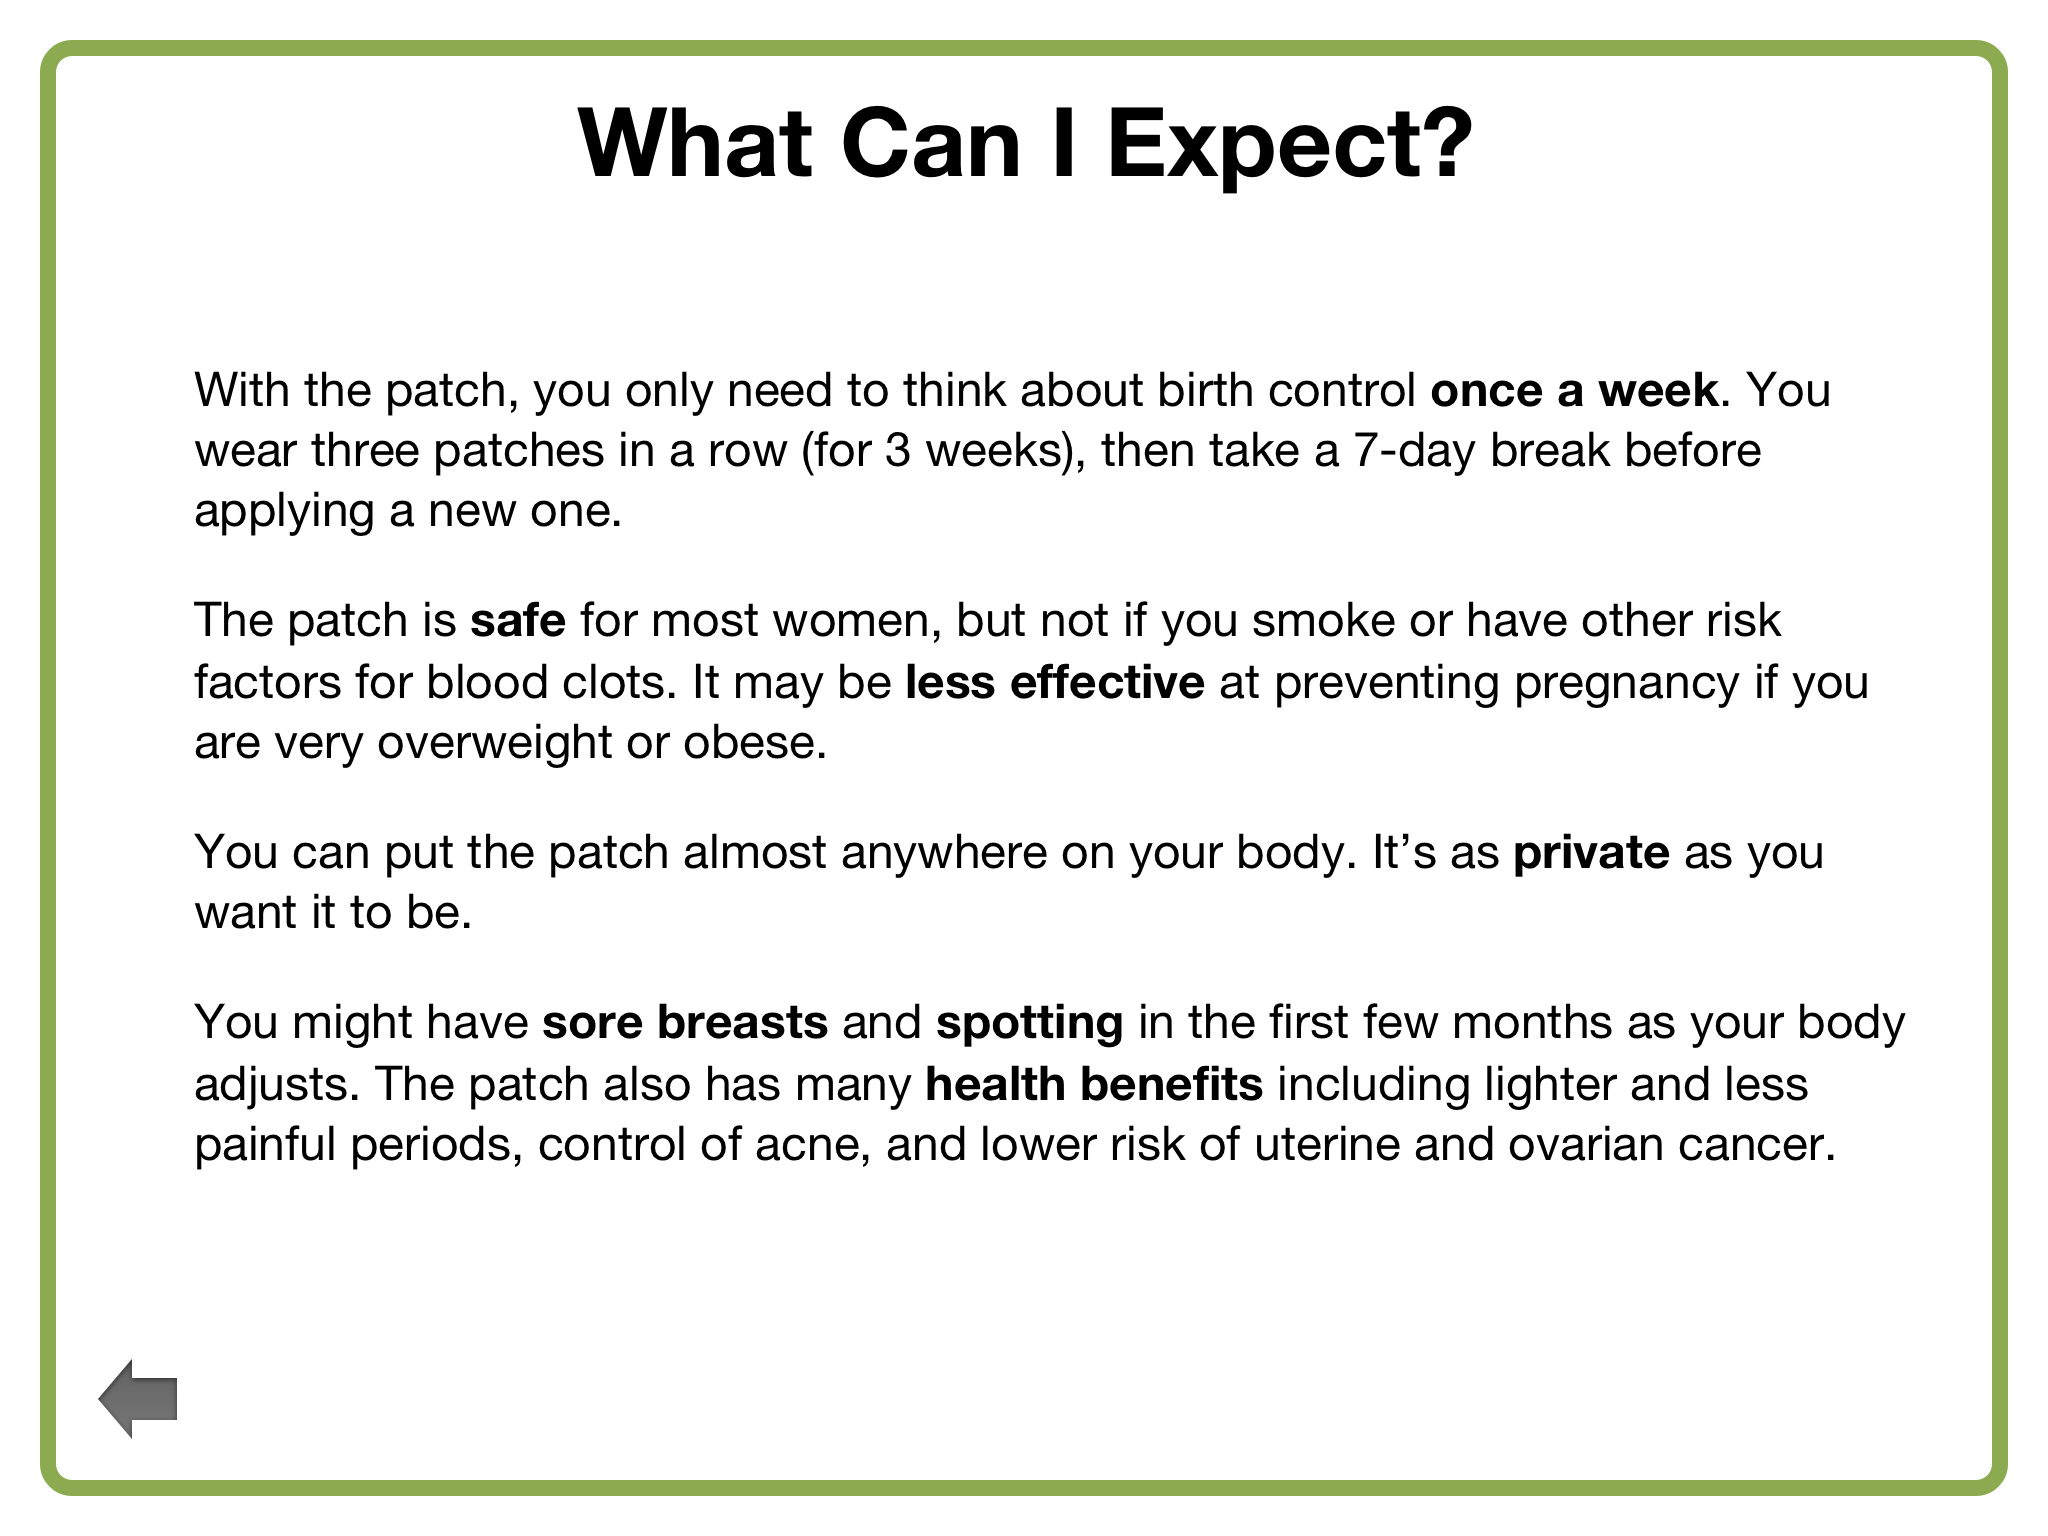 What Can I Expect?
With the patch, you only need to think about birth control once a week. You
wear three patches in a row (for 3 weeks), then take a 7-day break before
applying a new one.
The patch is safe for most women, but not if you smoke or have other risk
factors for blood clots. It may be less effective at preventing pregnancy if you
are very overweight or obese.
You can put the patch almost anywhere on your body. It’s as private as you
want it to be.
You might have sore breasts and spotting in the first few months as your body
adjusts. The patch also has many health benefits including lighter and less
painful periods, control of acne, and lower risk of uterine and ovarian cancer.